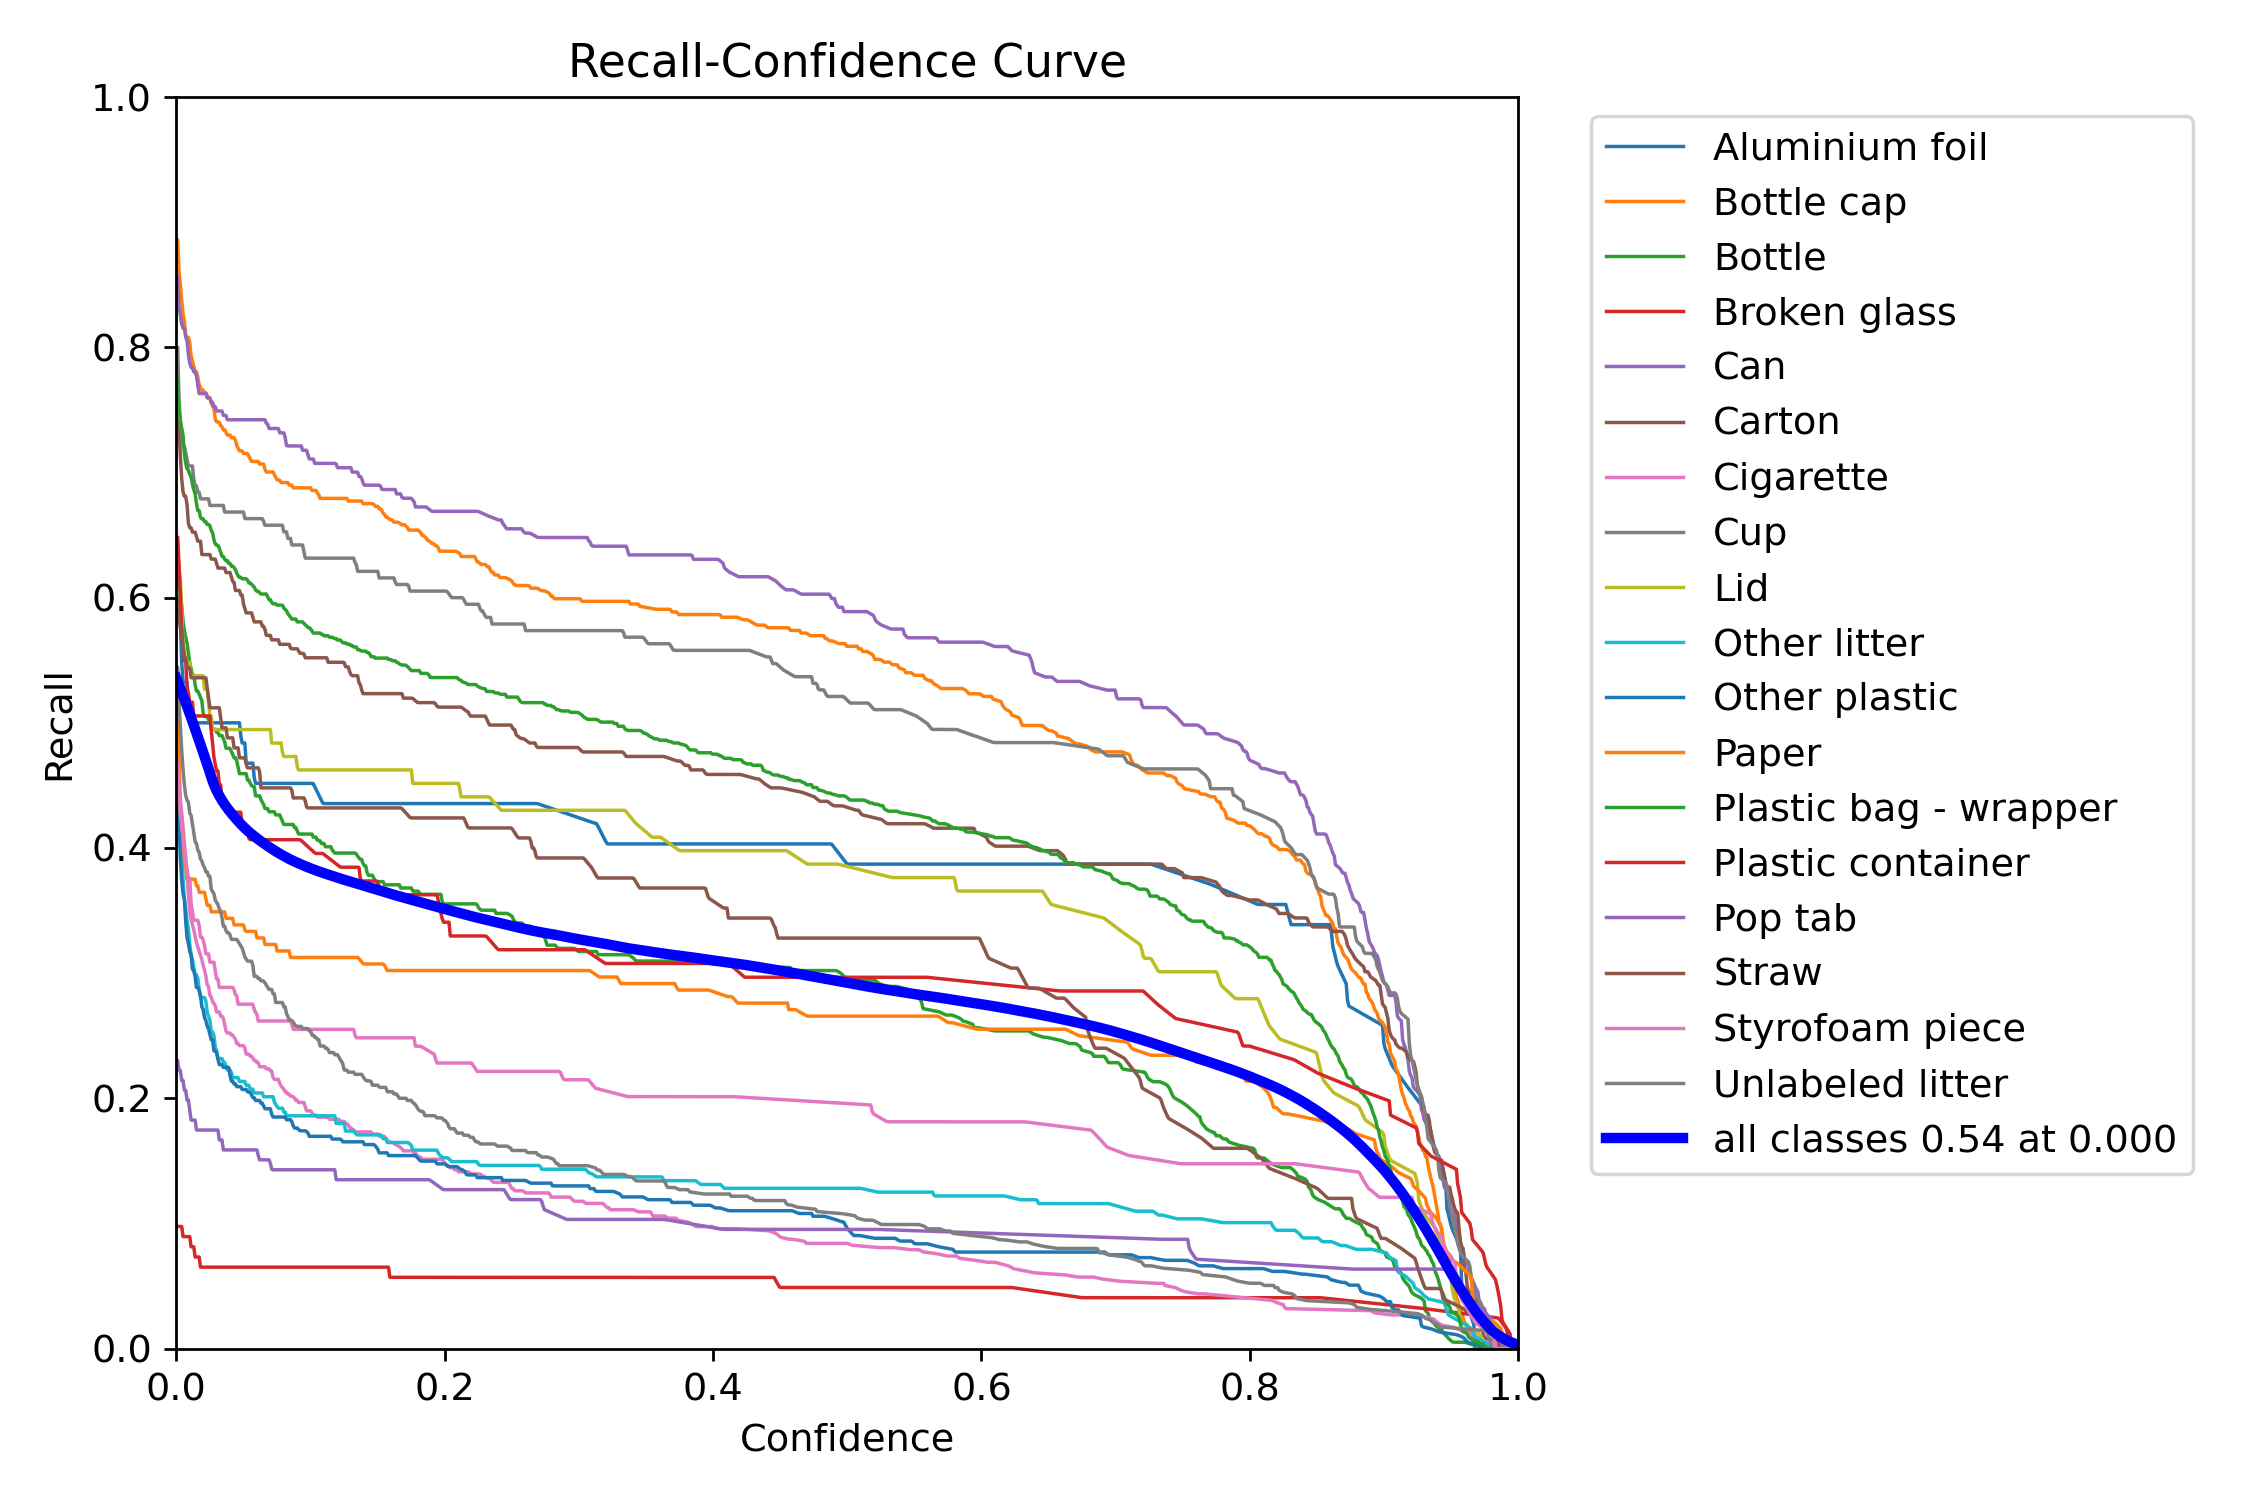 Recall-Confidence Curve
1.0
0.8
0.6
0.4
0.2
0.0
Recall
0.0 0.2 0.4 0.6 0.8 1.0
Confidence
Aluminium foil
Bottle cap
Bottle
Broken glass
Can
Carton
Cigarette
Cup
Lid
Other litter
Other plastic
Paper
Plastic bag - wrapper
Plastic container
Pop tab
Straw
Styrofoam piece
Unlabeled litter
all classes 0.54 at 0.000